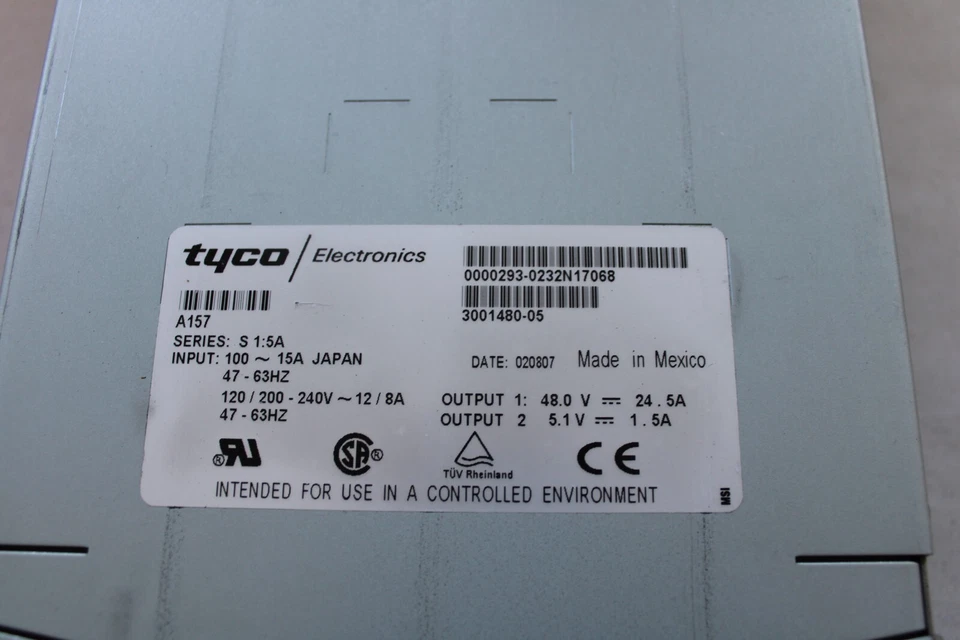 tyco / Electronics
0000293-0232N17068
3001480-05
A157
SERIES: S 1:5A
INPUT: 100 ~ 15A JAPAN
47 - 63HZ
120 / 200 - 240V ~ 12 / 8A
47 - 63HZ
DATE: 020807 Made in Mexico
OUTPUT 1: 48.0 V ⎓ 24 . 5A
OUTPUT 2 5.1 V ⎓ 1 . 5A
® RU
SA ®
TÜV Rheinland
CE
INTENDED FOR USE IN A CONTROLLED ENVIRONMENT
MSI